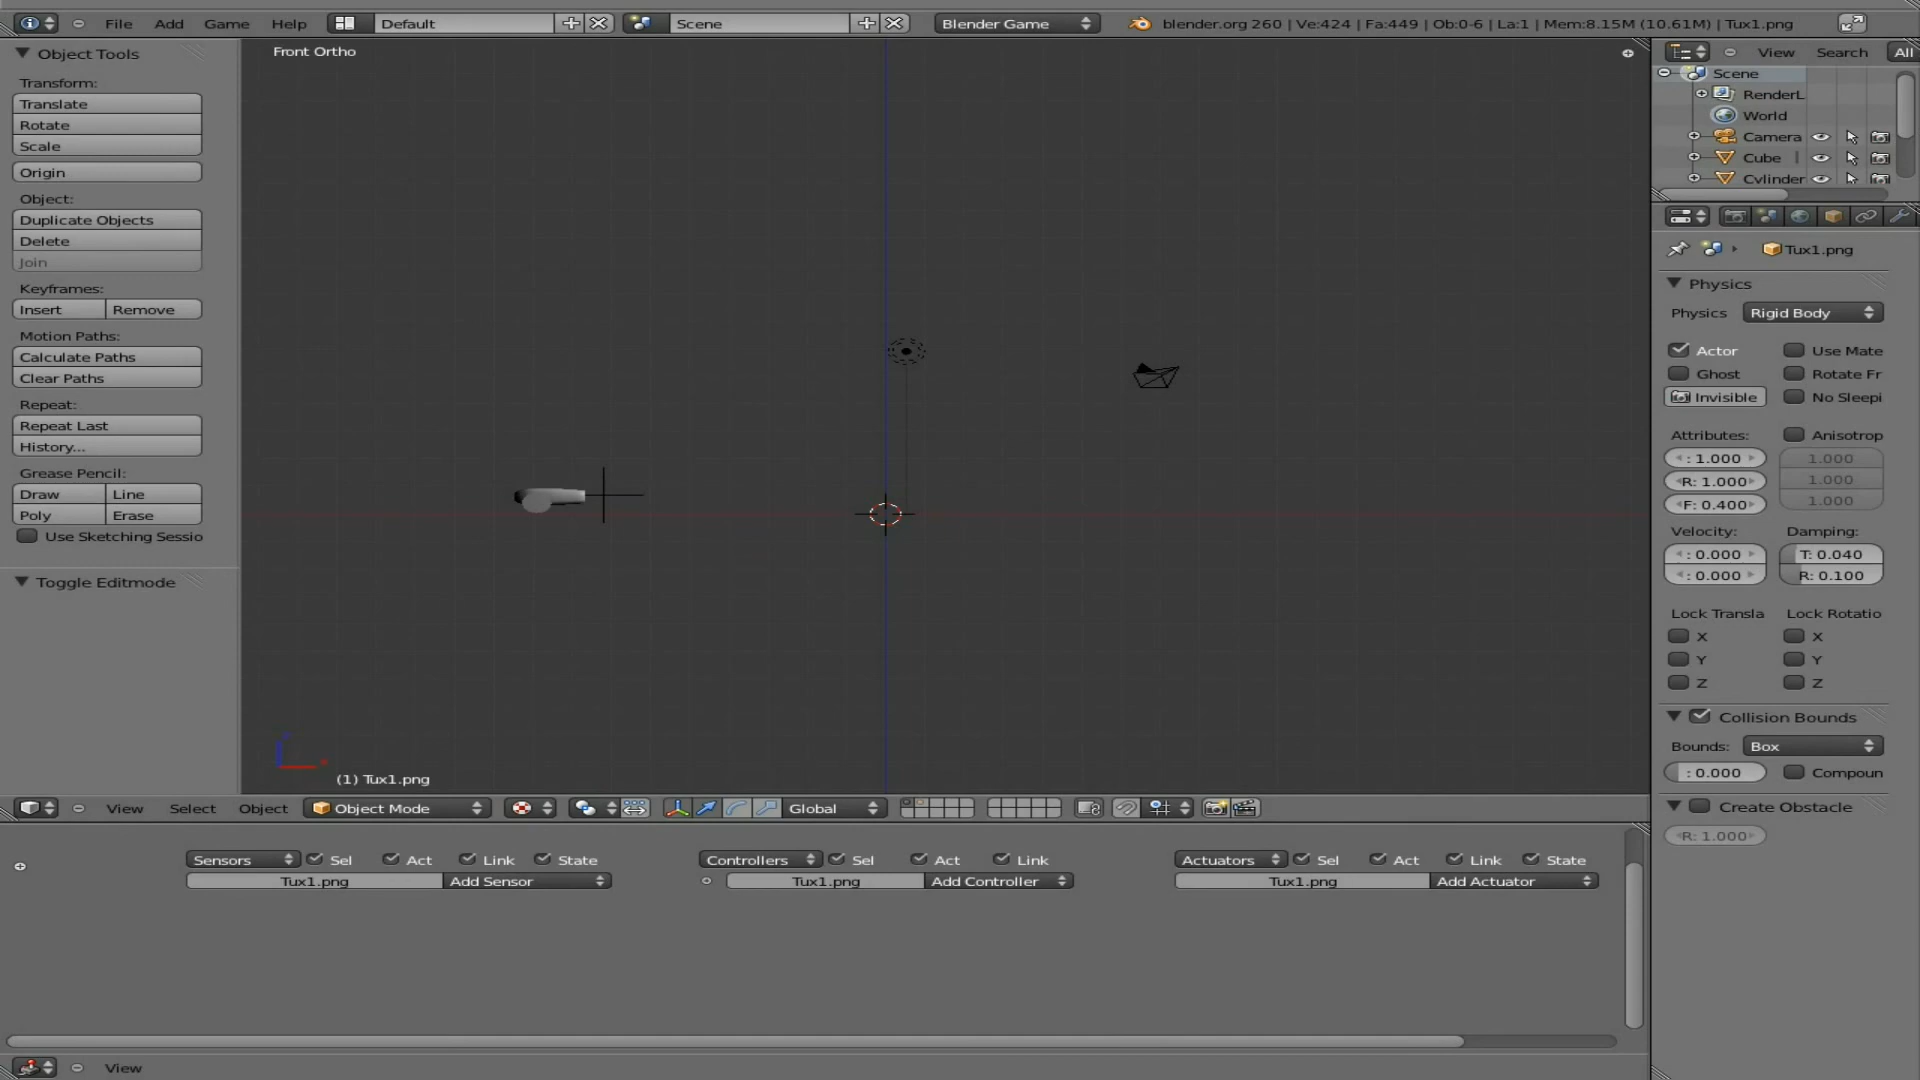 File Add Game Help Default Scene Blender Game blender.org 260 | Ve:424 | Fa:449 | Ob:0-6 | La:1 | Mem:8.15M (10.61M) | Tux1.png
Object Tools
Transform:
Translate
Rotate
Scale
Origin
Object:
Duplicate Objects
Delete
Join
Keyframes:
Insert Remove
Motion Paths:
Calculate Paths
Clear Paths
Repeat:
Repeat Last
History...
Grease Pencil:
Draw Line
Poly Erase
Use Sketching Sessio
Toggle Editmode
Front Ortho
(1) Tux1.png
View Select Object Object Mode Global
View Search All
Scene
RenderL
World
Camera
Cube
Cylinder
Tux1.png
Physics
Physics Rigid Body
Actor Use Mate
Ghost Rotate Fr
Invisible No Sleepi
Attributes: Anisotrop
: 1.000 1.000
R: 1.000 1.000
F: 0.400 1.000
Velocity: Damping:
: 0.000 T: 0.040
: 0.000 R: 0.100
Lock Transla Lock Rotatio
X X
Y Y
Z Z
Collision Bounds
Bounds: Box
: 0.000 Compoun
Create Obstacle
R: 1.000
Sensors Sel Act Link State Controllers Sel Act Link Actuators Sel Act Link State
Tux1.png Add Sensor Tux1.png Add Controller Tux1.png Add Actuator
View